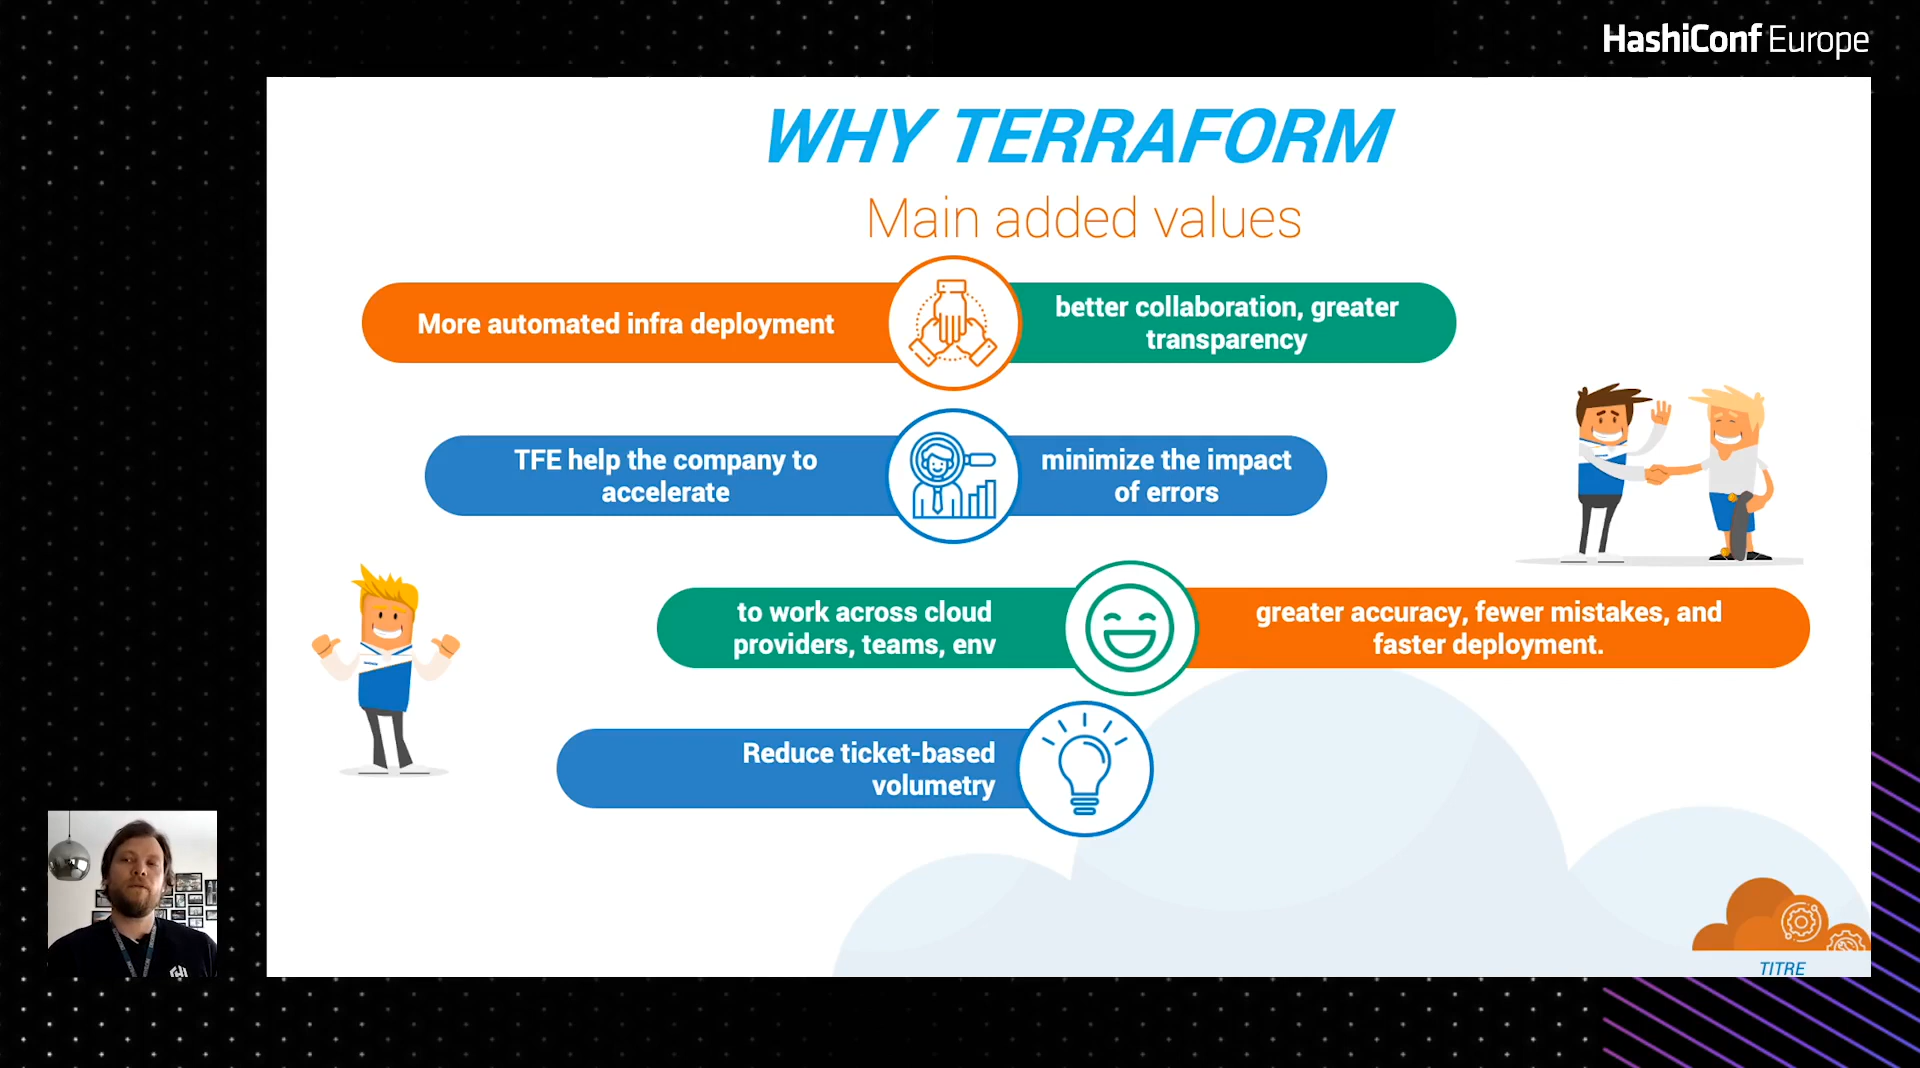 HashiConf Europe
WHY TERRAFORM
Main added values
More automated infra deployment
better collaboration, greater
transparency
TFE help the company to
accelerate
minimize the impact
of errors
to work across cloud
providers, teams, env
greater accuracy, fewer mistakes, and
faster deployment.
Reduce ticket-based
volumetry
TITRE